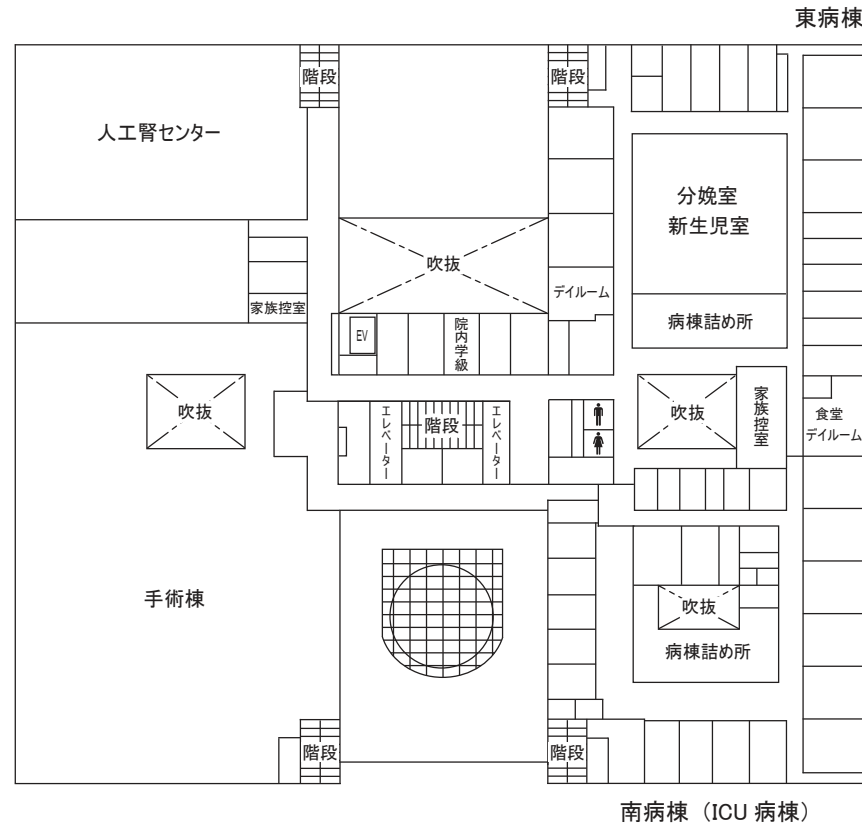 東病棟
階段
階段
人工腎センター
分娩室
新生児室
吹抜
デイルーム
家族控室
病棟詰め所
EV
院内学級
吹抜
エレベーター
階段
エレベーター
吹抜
家族控室
食堂
デイルーム
手術棟
吹抜
病棟詰め所
階段
階段
南病棟（ICU 病棟）